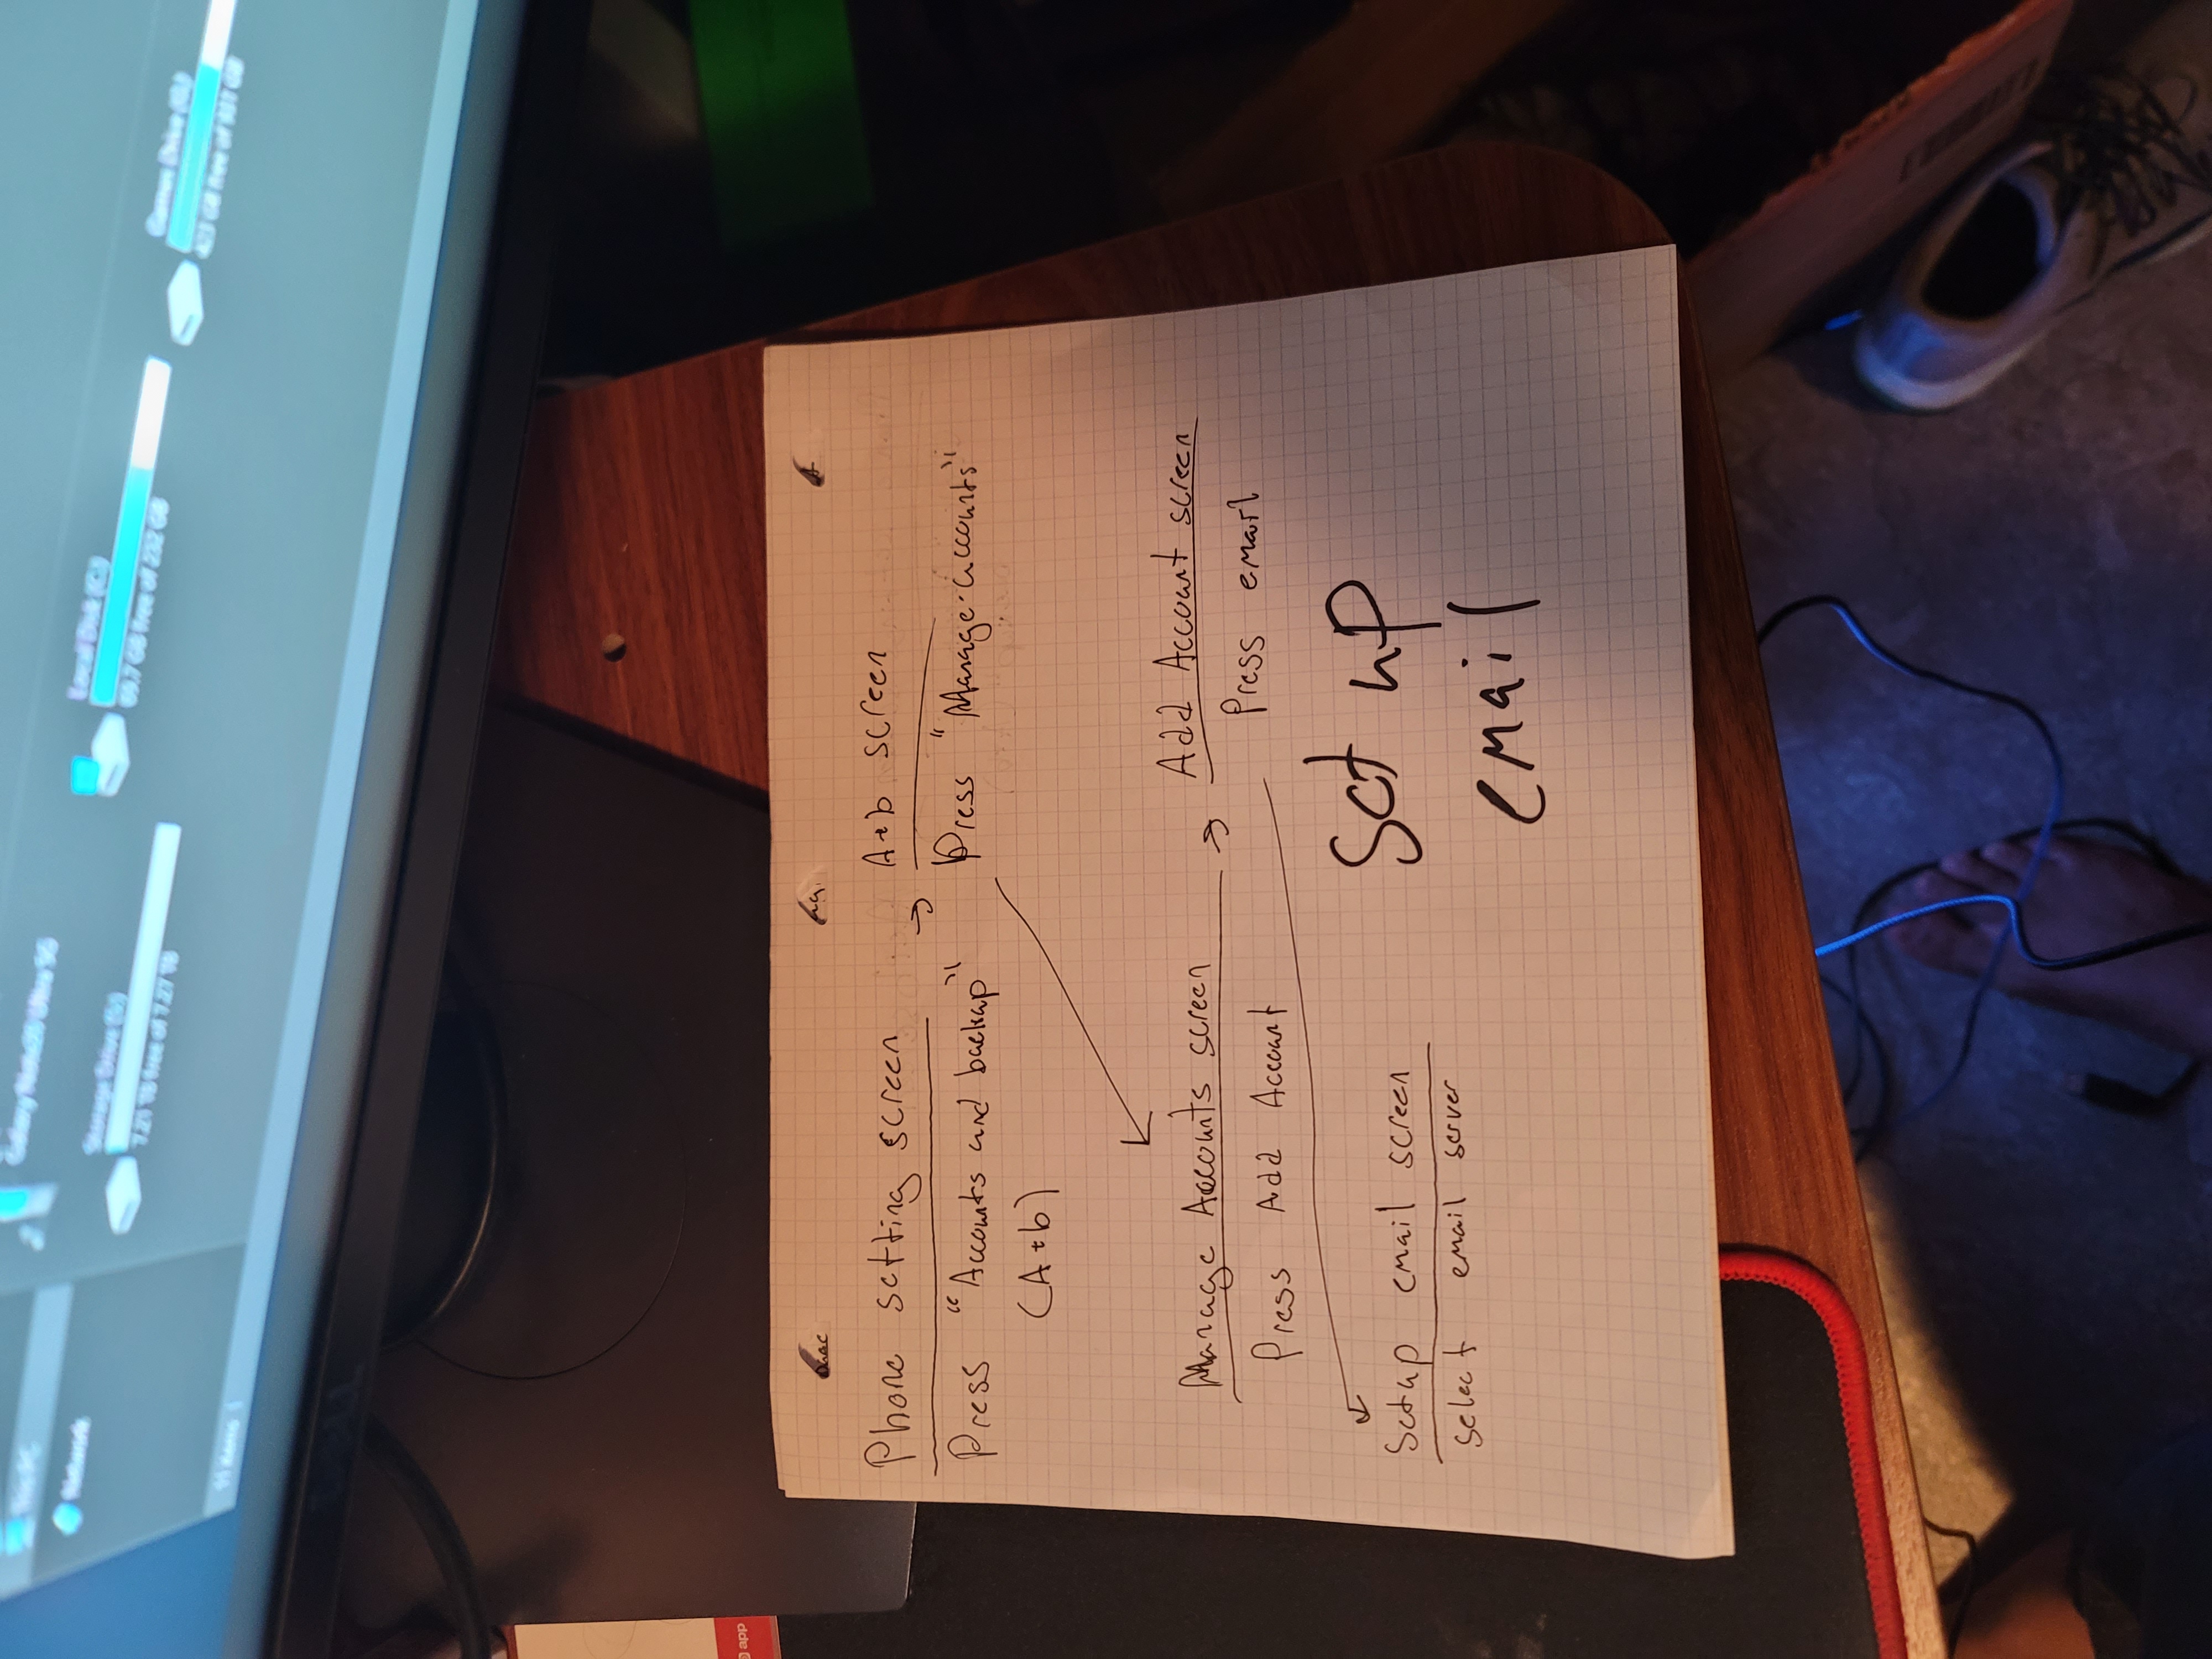 This PC
Network
Galaxy Note20 Ultra 5G
Storage Drive (S:)
7.21 TB free of 7.27 TB
Local Disk (C:)
69.7 GB free of 232 GB
Games Drive (G:)
423 GB free of 931 GB
11 items
DELL
app
Phone setting screen
Press "Accounts and backup"
(A+b)
→ A+b screen
Press "Manage accounts"
Manage Accounts screen
Press Add Account
→ Add Account screen
Press email
Setup email screen
select email server
Set up
email